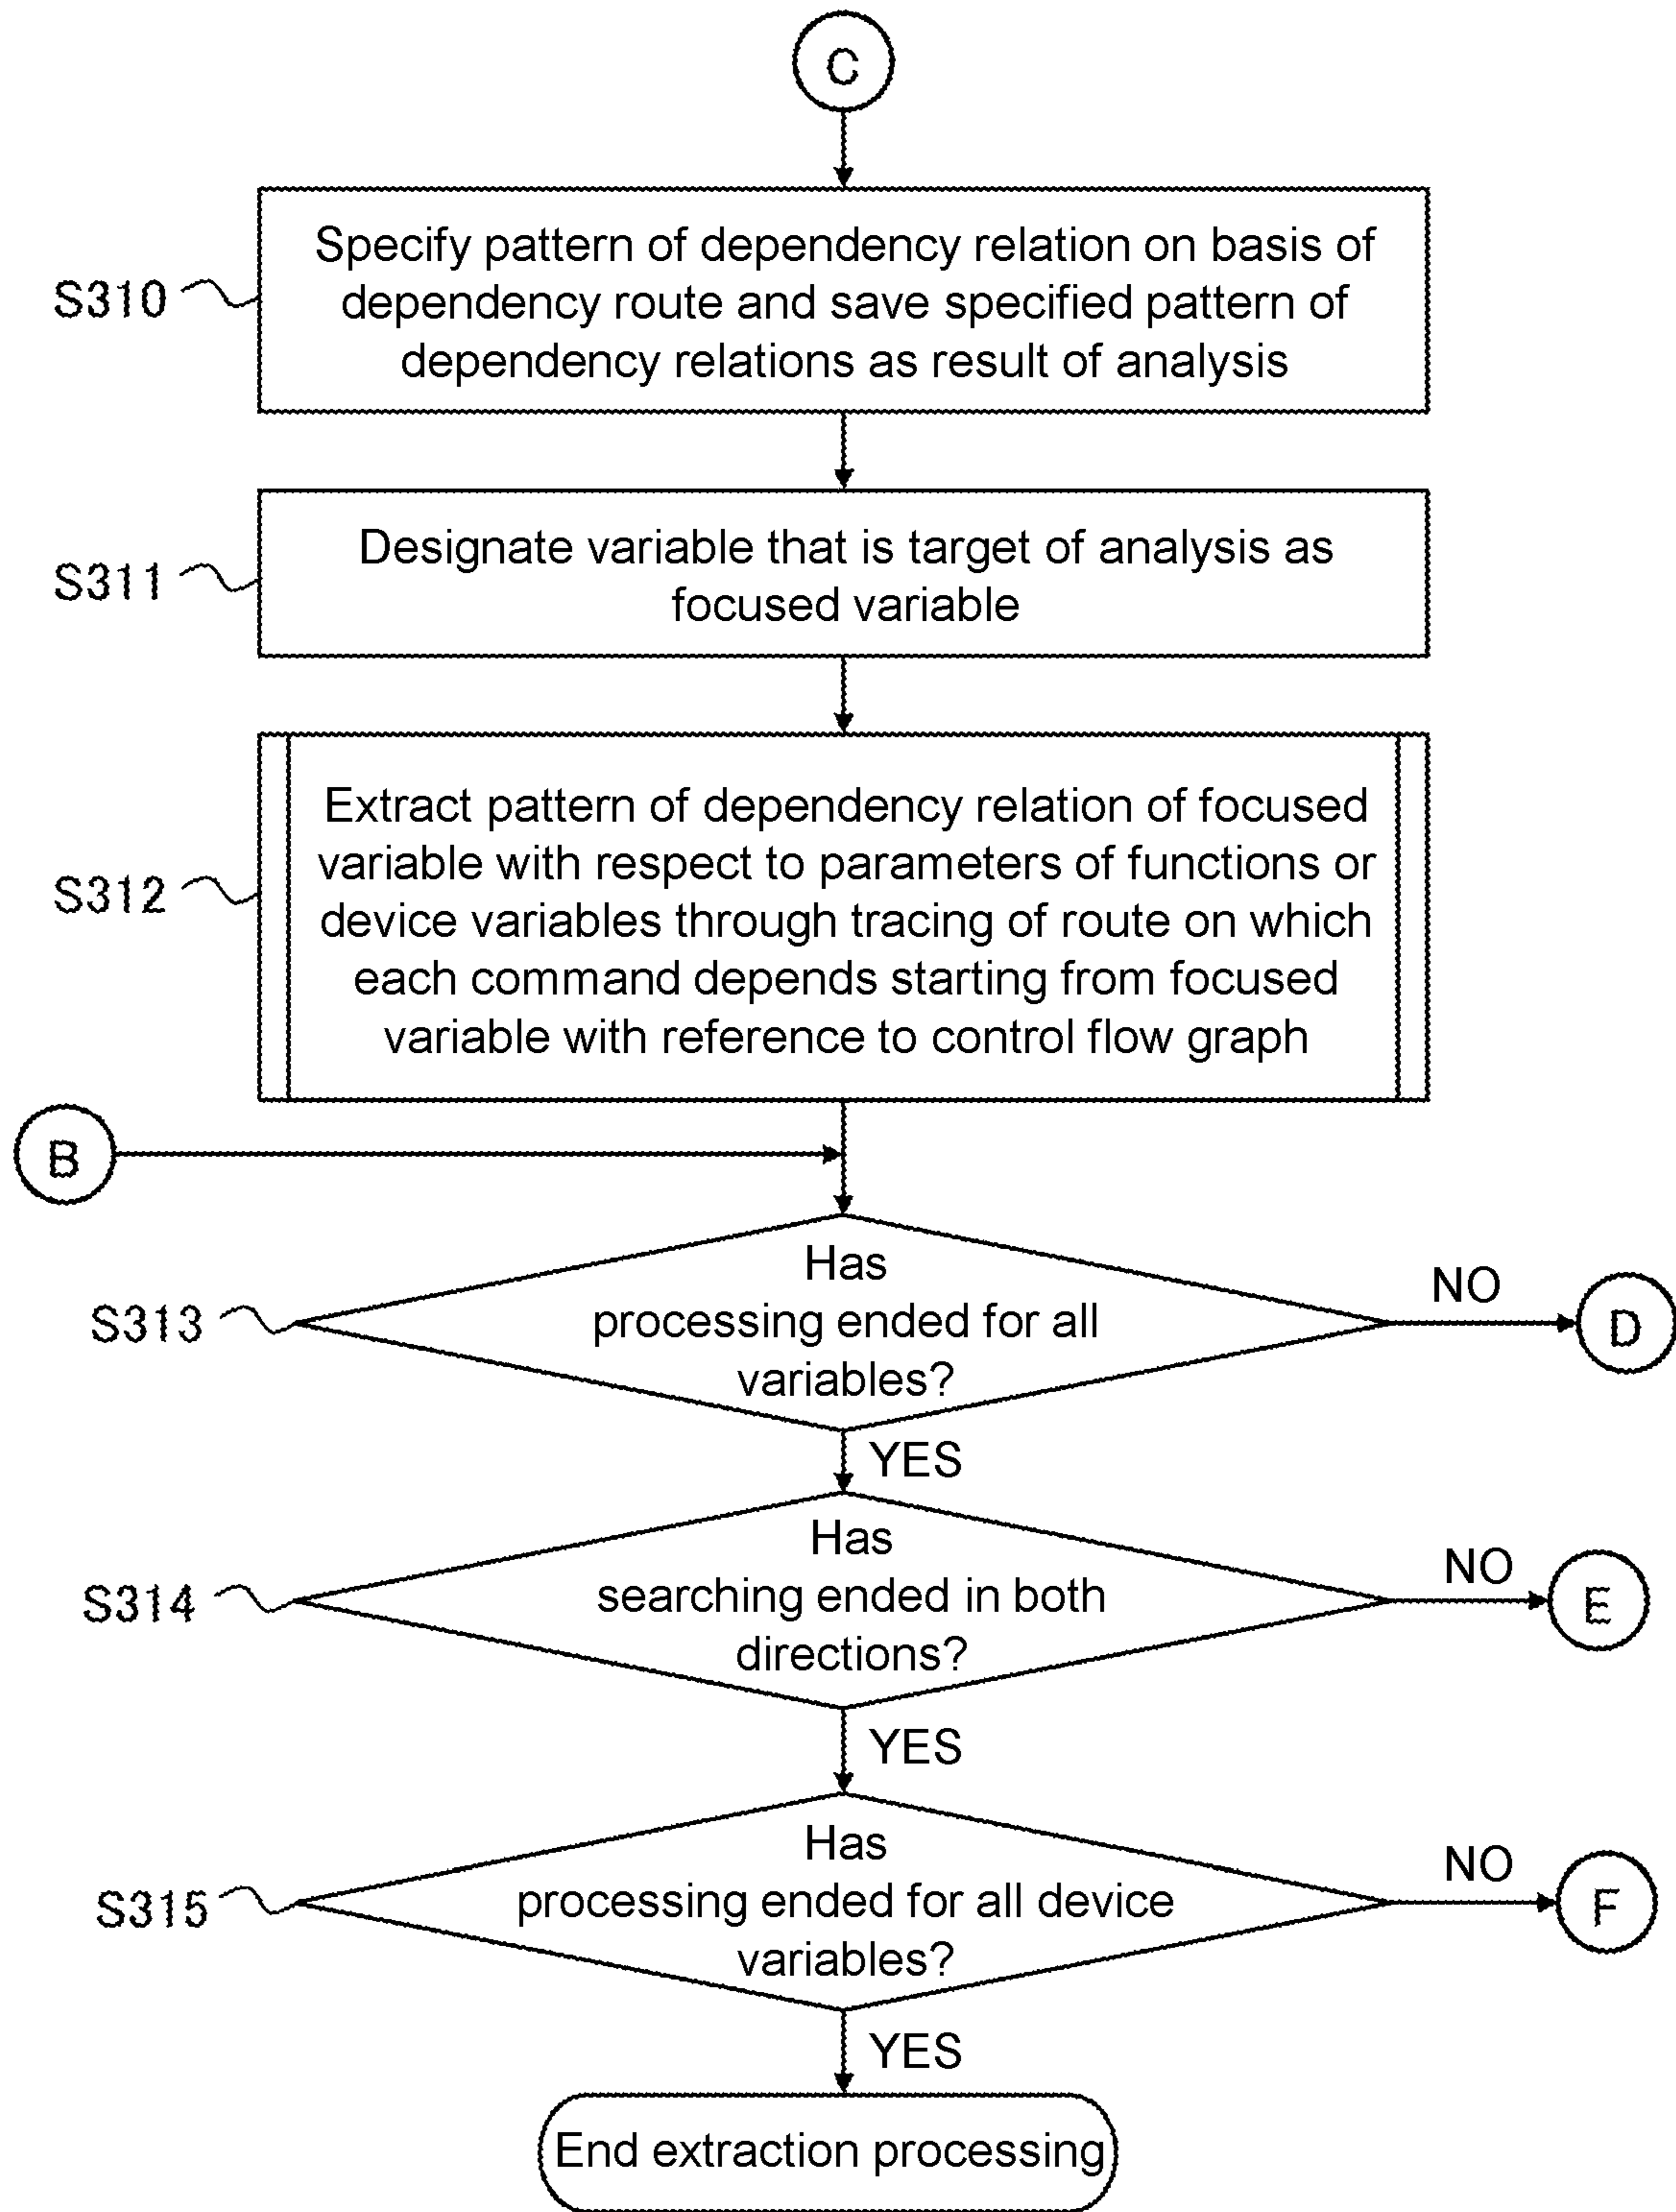 C
Specify pattern of dependency relation on basis of
dependency route and save specified pattern of
dependency relations as result of analysis
S310
Designate variable that is target of analysis as
focused variable
S311
Extract pattern of dependency relation of focused
variable with respect to parameters of functions or
device variables through tracing of route on which
each command depends starting from focused
variable with reference to control flow graph
S312
B
Has
processing ended for all
variables?
S313
NO
D
YES
Has
searching ended in both
directions?
S314
NO
E
YES
Has
processing ended for all device
variables?
S315
NO
F
YES
End extraction processing